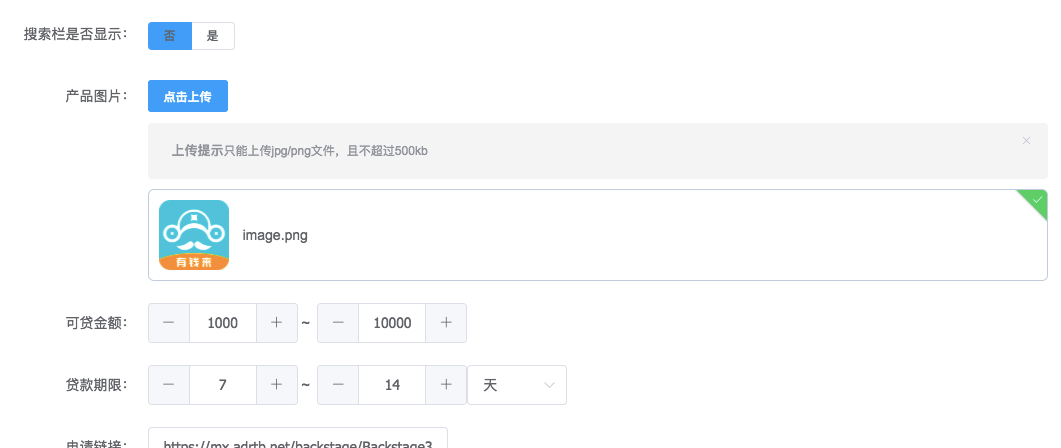 搜索栏是否显示： 否 是
产品图片： 点击上传
上传提示只能上传jpg/png文件，且不超过500kb
有钱来
image.png
可贷金额： 1000 ~ 10000
贷款期限： 7 ~ 14 天
申请链接： https://mx.adrtb.net/backstage/Backstage3